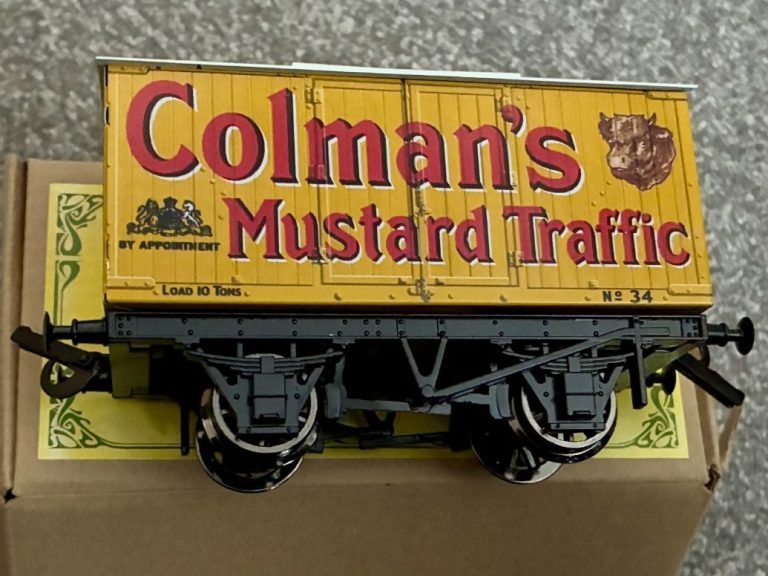 Colman's
Mustard Traffic
BY APPOINTMENT
LOAD 10 TONS
Nº 34